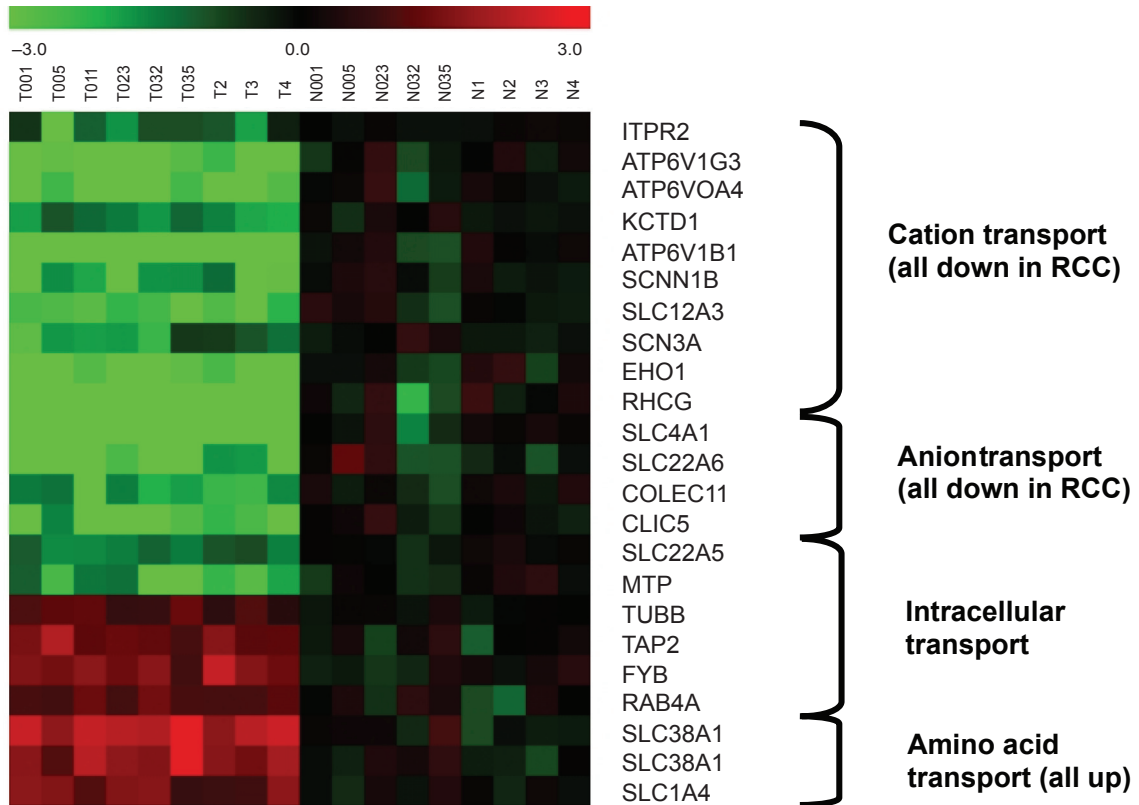 –3.0 0.0 3.0
T001 T005 T011 T023 T032 T035 T2 T3 T4 N001 N005 N023 N032 N035 N1 N2 N3 N4
ITPR2
ATP6V1G3
ATP6VOA4
KCTD1
ATP6V1B1
SCNN1B
SLC12A3
SCN3A
EHO1
RHCG
Cation transport
(all down in RCC)
SLC4A1
SLC22A6
COLEC11
CLIC5
Aniontransport
(all down in RCC)
SLC22A5
MTP
TUBB
TAP2
FYB
RAB4A
Intracellular
transport
SLC38A1
SLC38A1
SLC1A4
Amino acid
transport (all up)